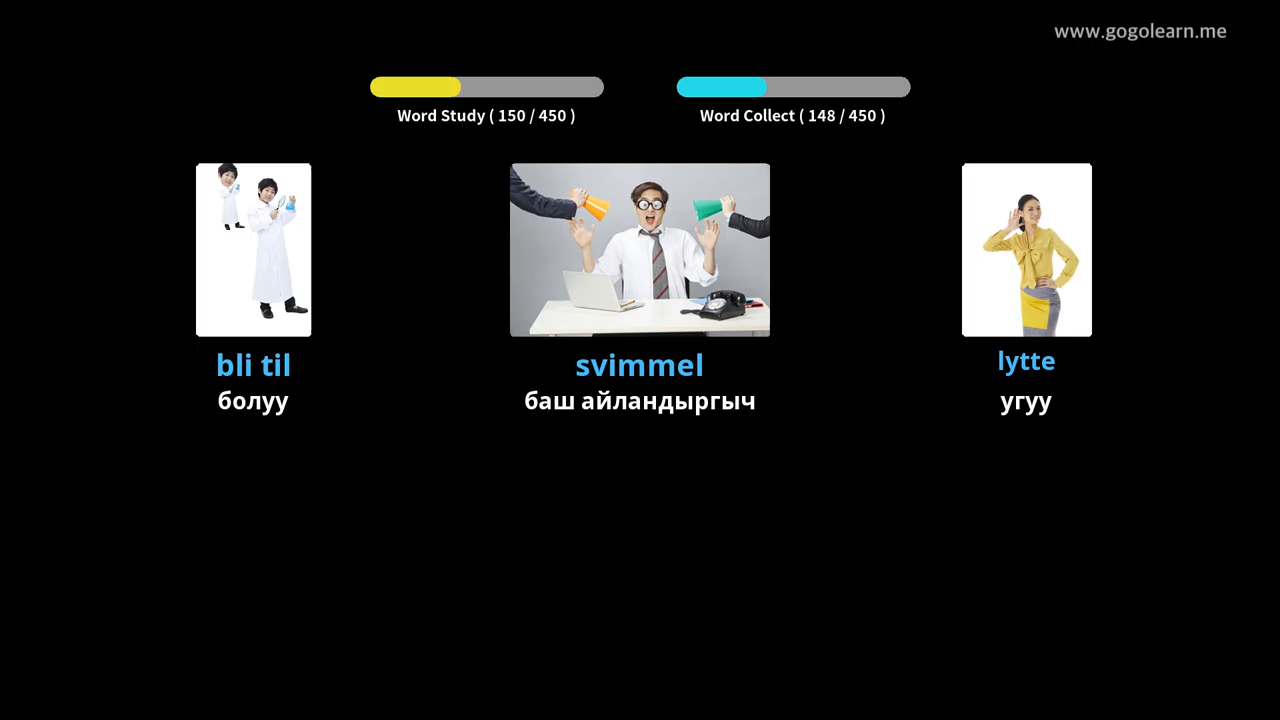 www.gogolearn.me
Word Study ( 150 / 450 )
Word Collect ( 148 / 450 )
bli til
болуу
svimmel
баш айландыргыч
lytte
угуу